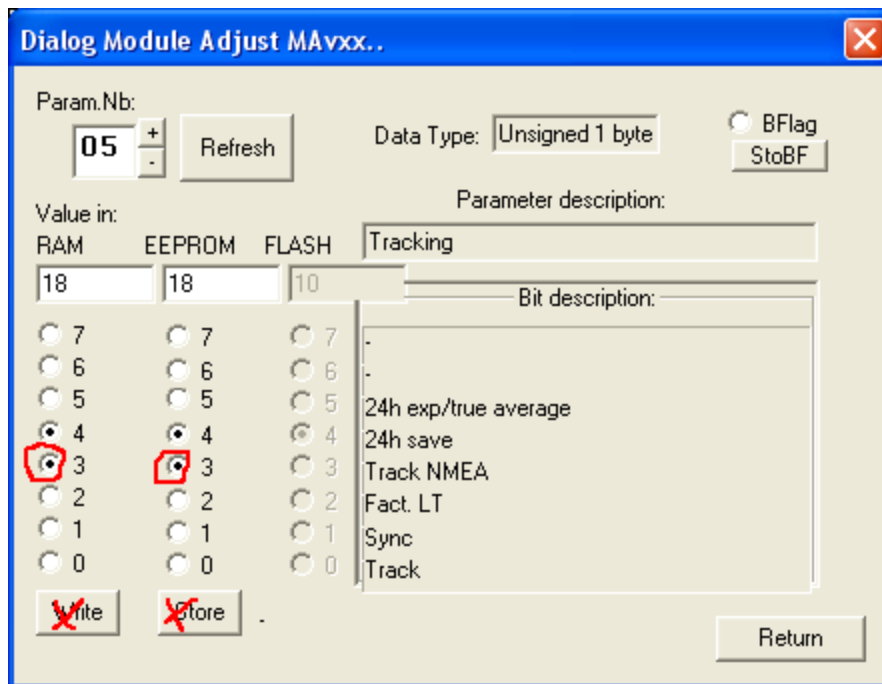 Dialog Module Adjust MAvxx..
Param.Nb:
05 + - Refresh
Data Type: Unsigned 1 byte
BFlag
StoBF
Value in:
RAM EEPROM FLASH
18 18 10
Parameter description:
Tracking
Bit description:
7 7 7 -
6 6 6 -
5 5 5 24h exp/true average
4 4 4 24h save
3 3 3 Track NMEA
2 2 2 Fact. LT
1 1 1 Sync
0 0 0 Track
Write Store .
Return